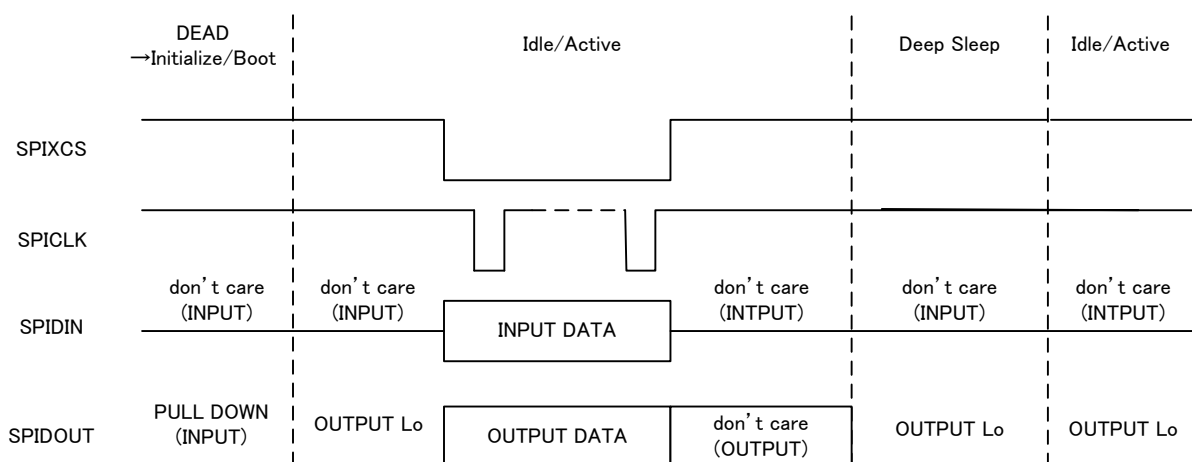 DEAD
→Initialize/Boot
Idle/Active
Deep Sleep
Idle/Active
SPIXCS
SPICLK
don't care
(INPUT)
don't care
(INPUT)
don't care
(INTPUT)
don't care
(INPUT)
don't care
(INTPUT)
SPIDIN
INPUT DATA
SPIDOUT
PULL DOWN
(INPUT)
OUTPUT Lo
OUTPUT DATA
don't care
(OUTPUT)
OUTPUT Lo
OUTPUT Lo